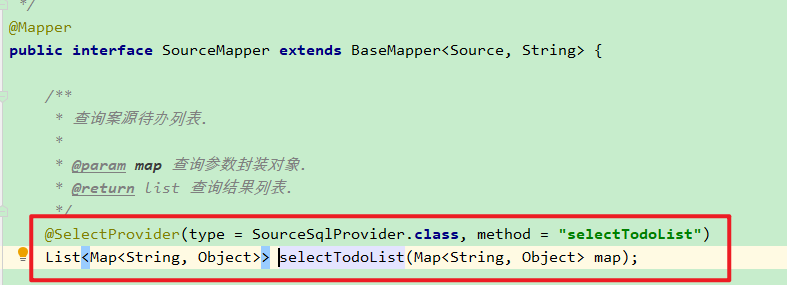 */
@Mapper
public interface SourceMapper extends BaseMapper<Source, String> {
/**
* 查询案源待办列表.
*
* @param map 查询参数封装对象.
* @return list 查询结果列表.
*/
@SelectProvider(type = SourceSqlProvider.class, method = "selectTodoList")
List<Map<String, Object>> selectTodoList(Map<String, Object> map);